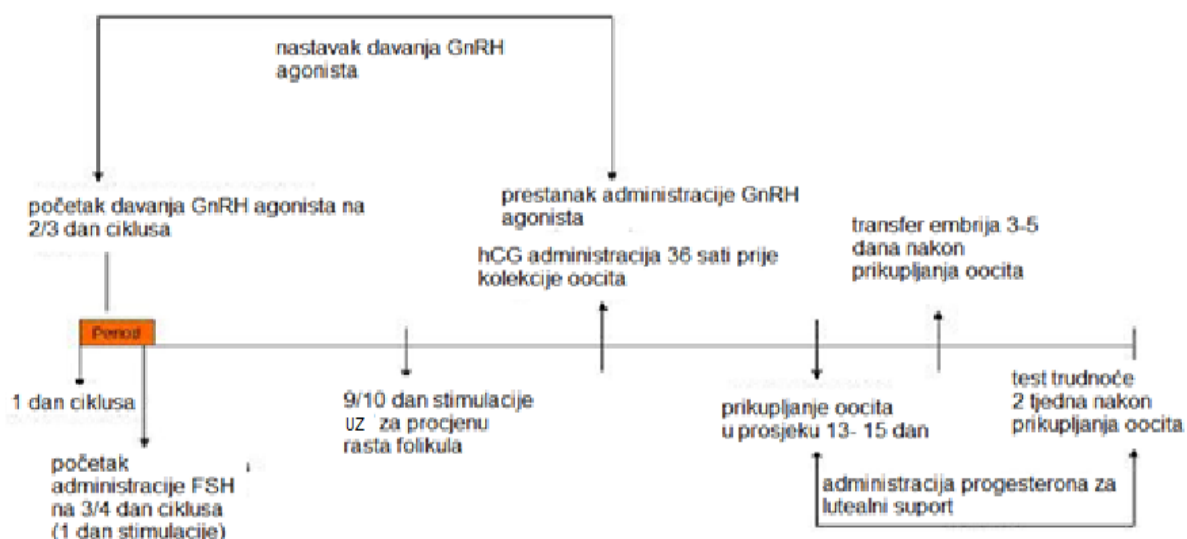 nastavak davanja GnRH
agonista
početak davanja GnRH agonista na
2/3 dan ciklusa
prestanak administracije GnRH
agonista
hCG administracija 36 sati prije
kolekcije oocita
transfer embrija 3-5
dana nakon
prikupljanja oocita
Period
1 dan ciklusa
početak
administracije FSH
na 3/4 dan ciklusa
(1 dan stimulacije)
9/10 dan stimulacije
UZ za procjenu
rasta folikula
prikupljanje oocita
u prosjeku 13- 15 dan
test trudnoće
2 tjedna nakon
prikupljanja oocita
administracija progesterona za
lutealni suport